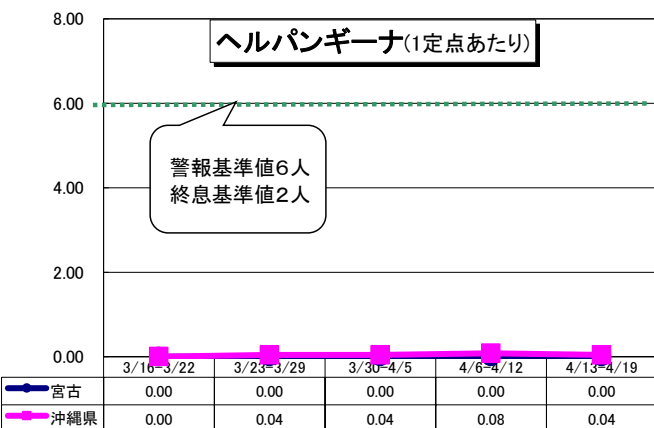 8.00
ヘルパンギーナ(1定点あたり)
6.00
警報基準値6人
終息基準値2人
4.00
2.00
0.00
3/16-3/22 3/23-3/29 3/30-4/5 4/6-4/12 4/13-4/19
宮古 0.00 0.00 0.00 0.00 0.00
沖縄県 0.00 0.04 0.04 0.08 0.04